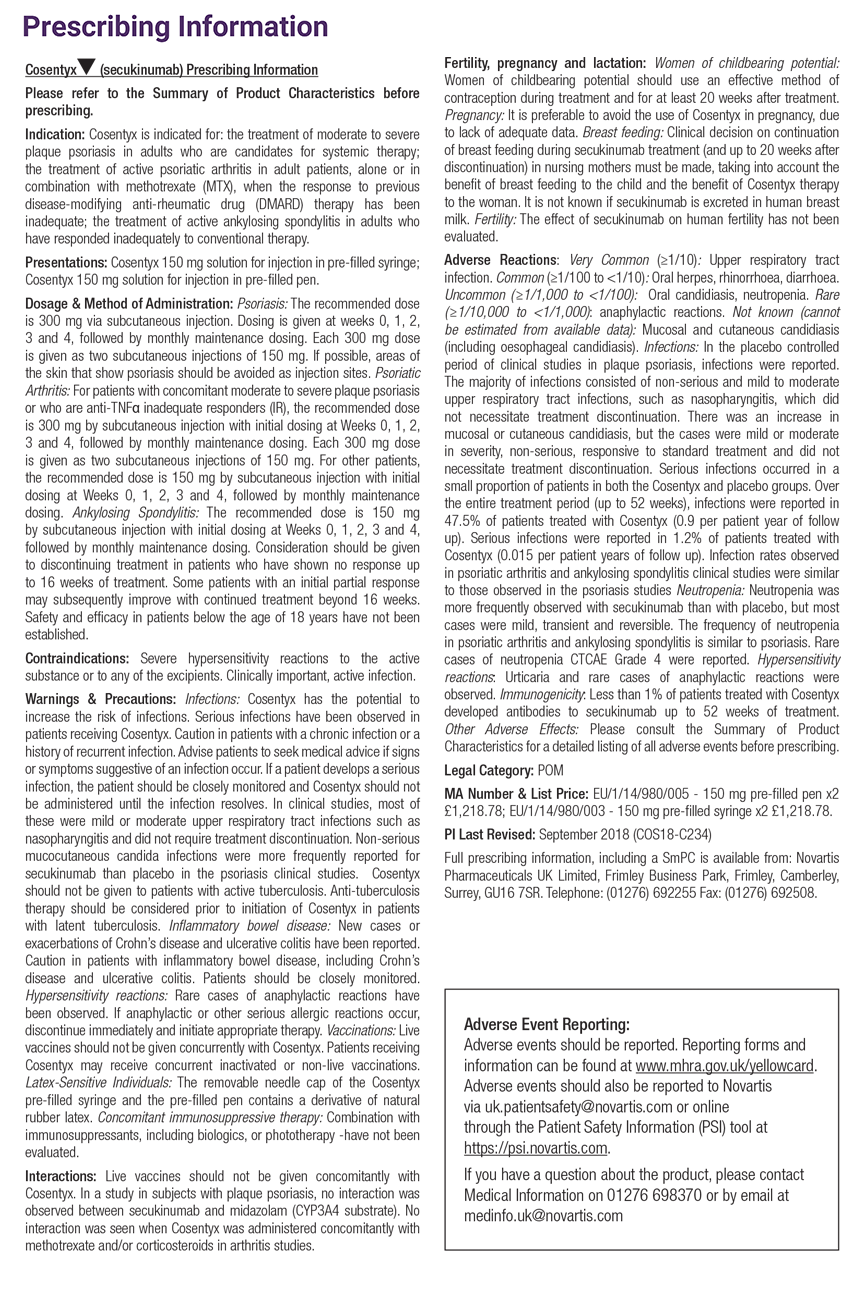 Prescribing Information
Cosentyx▼ (secukinumab) Prescribing Information
Please refer to the Summary of Product Characteristics before
prescribing.
Indication: Cosentyx is indicated for: the treatment of moderate to severe
plaque psoriasis in adults who are candidates for systemic therapy;
the treatment of active psoriatic arthritis in adult patients, alone or in
combination with methotrexate (MTX), when the response to previous
disease-modifying anti-rheumatic drug (DMARD) therapy has been
inadequate; the treatment of active ankylosing spondylitis in adults who
have responded inadequately to conventional therapy.
Presentations: Cosentyx 150 mg solution for injection in pre-filled syringe;
Cosentyx 150 mg solution for injection in pre-filled pen.
Dosage & Method of Administration: Psoriasis: The recommended dose
is 300 mg via subcutaneous injection. Dosing is given at weeks 0, 1, 2,
3 and 4, followed by monthly maintenance dosing. Each 300 mg dose
is given as two subcutaneous injections of 150 mg. If possible, areas of
the skin that show psoriasis should be avoided as injection sites. Psoriatic
Arthritis: For patients with concomitant moderate to severe plaque psoriasis
or who are anti-TNFα inadequate responders (IR), the recommended dose
is 300 mg by subcutaneous injection with initial dosing at Weeks 0, 1, 2,
3 and 4, followed by monthly maintenance dosing. Each 300 mg dose
is given as two subcutaneous injections of 150 mg. For other patients,
the recommended dose is 150 mg by subcutaneous injection with initial
dosing at Weeks 0, 1, 2, 3 and 4, followed by monthly maintenance
dosing. Ankylosing Spondylitis: The recommended dose is 150 mg
by subcutaneous injection with initial dosing at Weeks 0, 1, 2, 3 and 4,
followed by monthly maintenance dosing. Consideration should be given
to discontinuing treatment in patients who have shown no response up
to 16 weeks of treatment. Some patients with an initial partial response
may subsequently improve with continued treatment beyond 16 weeks.
Safety and efficacy in patients below the age of 18 years have not been
established.
Contraindications: Severe hypersensitivity reactions to the active
substance or to any of the excipients. Clinically important, active infection.
Warnings & Precautions: Infections: Cosentyx has the potential to
increase the risk of infections. Serious infections have been observed in
patients receiving Cosentyx. Caution in patients with a chronic infection or a
history of recurrent infection. Advise patients to seek medical advice if signs
or symptoms suggestive of an infection occur. If a patient develops a serious
infection, the patient should be closely monitored and Cosentyx should not
be administered until the infection resolves. In clinical studies, most of
these were mild or moderate upper respiratory tract infections such as
nasopharyngitis and did not require treatment discontinuation. Non-serious
mucocutaneous candida infections were more frequently reported for
secukinumab than placebo in the psoriasis clinical studies. Cosentyx
should not be given to patients with active tuberculosis. Anti-tuberculosis
therapy should be considered prior to initiation of Cosentyx in patients
with latent tuberculosis. Inflammatory bowel disease: New cases or
exacerbations of Crohn's disease and ulcerative colitis have been reported.
Caution in patients with inflammatory bowel disease, including Crohn's
disease and ulcerative colitis. Patients should be closely monitored.
Hypersensitivity reactions: Rare cases of anaphylactic reactions have
been observed. If anaphylactic or other serious allergic reactions occur,
discontinue immediately and initiate appropriate therapy. Vaccinations: Live
vaccines should not be given concurrently with Cosentyx. Patients receiving
Cosentyx may receive concurrent inactivated or non-live vaccinations.
Latex-Sensitive Individuals: The removable needle cap of the Cosentyx
pre-filled syringe and the pre-filled pen contains a derivative of natural
rubber latex. Concomitant immunosuppressive therapy: Combination with
immunosuppressants, including biologics, or phototherapy -have not been
evaluated.
Interactions: Live vaccines should not be given concomitantly with
Cosentyx. In a study in subjects with plaque psoriasis, no interaction was
observed between secukinumab and midazolam (CYP3A4 substrate). No
interaction was seen when Cosentyx was administered concomitantly with
methotrexate and/or corticosteroids in arthritis studies.
Fertility, pregnancy and lactation: Women of childbearing potential:
Women of childbearing potential should use an effective method of
contraception during treatment and for at least 20 weeks after treatment.
Pregnancy: It is preferable to avoid the use of Cosentyx in pregnancy, due
to lack of adequate data. Breast feeding: Clinical decision on continuation
of breast feeding during secukinumab treatment (and up to 20 weeks after
discontinuation) in nursing mothers must be made, taking into account the
benefit of breast feeding to the child and the benefit of Cosentyx therapy
to the woman. It is not known if secukinumab is excreted in human breast
milk. Fertility: The effect of secukinumab on human fertility has not been
evaluated.
Adverse Reactions: Very Common (≥1/10): Upper respiratory tract
infection. Common (≥1/100 to <1/10): Oral herpes, rhinorrhoea, diarrhoea.
Uncommon (≥1/1,000 to <1/100): Oral candidiasis, neutropenia. Rare
(≥1/10,000 to <1/1,000): anaphylactic reactions. Not known (cannot
be estimated from available data): Mucosal and cutaneous candidiasis
(including oesophageal candidiasis). Infections: In the placebo controlled
period of clinical studies in plaque psoriasis, infections were reported.
The majority of infections consisted of non-serious and mild to moderate
upper respiratory tract infections, such as nasopharyngitis, which did
not necessitate treatment discontinuation. There was an increase in
mucosal or cutaneous candidiasis, but the cases were mild or moderate
in severity, non-serious, responsive to standard treatment and did not
necessitate treatment discontinuation. Serious infections occurred in a
small proportion of patients in both the Cosentyx and placebo groups. Over
the entire treatment period (up to 52 weeks), infections were reported in
47.5% of patients treated with Cosentyx (0.9 per patient year of follow
up). Serious infections were reported in 1.2% of patients treated with
Cosentyx (0.015 per patient years of follow up). Infection rates observed
in psoriatic arthritis and ankylosing spondylitis clinical studies were similar
to those observed in the psoriasis studies Neutropenia: Neutropenia was
more frequently observed with secukinumab than with placebo, but most
cases were mild, transient and reversible. The frequency of neutropenia
in psoriatic arthritis and ankylosing spondylitis is similar to psoriasis. Rare
cases of neutropenia CTCAE Grade 4 were reported. Hypersensitivity
reactions: Urticaria and rare cases of anaphylactic reactions were
observed. Immunogenicity: Less than 1% of patients treated with Cosentyx
developed antibodies to secukinumab up to 52 weeks of treatment.
Other Adverse Effects: Please consult the Summary of Product
Characteristics for a detailed listing of all adverse events before prescribing.
Legal Category: POM
MA Number & List Price: EU/1/14/980/005 - 150 mg pre-filled pen x2
£1,218.78; EU/1/14/980/003 - 150 mg pre-filled syringe x2 £1,218.78.
PI Last Revised: September 2018 (COS18-C234)
Full prescribing information, including a SmPC is available from: Novartis
Pharmaceuticals UK Limited, Frimley Business Park, Frimley, Camberley,
Surrey, GU16 7SR. Telephone: (01276) 692255 Fax: (01276) 692508.
Adverse Event Reporting:
Adverse events should be reported. Reporting forms and
information can be found at www.mhra.gov.uk/yellowcard.
Adverse events should also be reported to Novartis
via uk.patientsafety@novartis.com or online
through the Patient Safety Information (PSI) tool at
https://psi.novartis.com.
If you have a question about the product, please contact
Medical Information on 01276 698370 or by email at
medinfo.uk@novartis.com